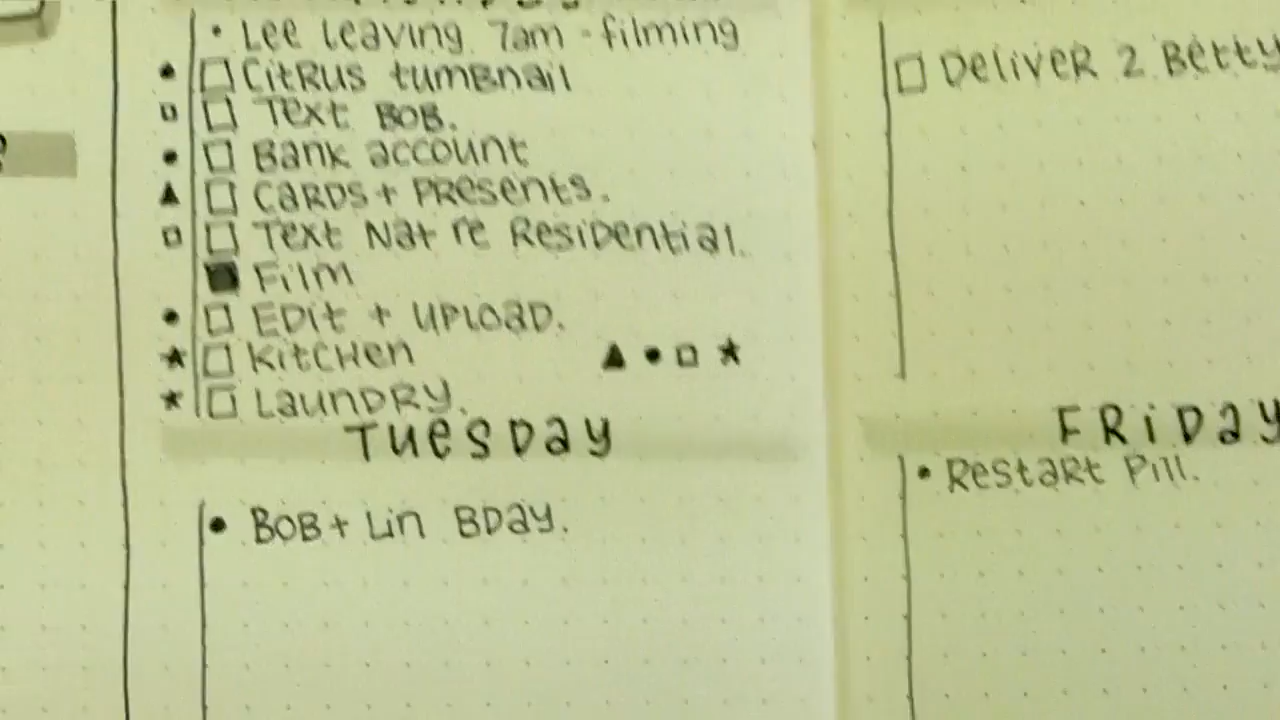 • Lee Leaving 7am - filming
• □ Citrus tumbnail
□ □ Text Bob.
• □ Bank account
▲ □ Cards + Presents.
□ □ Text Nat re Residential.
■ Film
• □ Edit + upload.
★ □ Kitchen ▲ • □ ★
★ □ Laundry.
Tuesday
• Bob + Lin Bday.
□ Deliver 2 Betty
Friday
• Restart Pill.